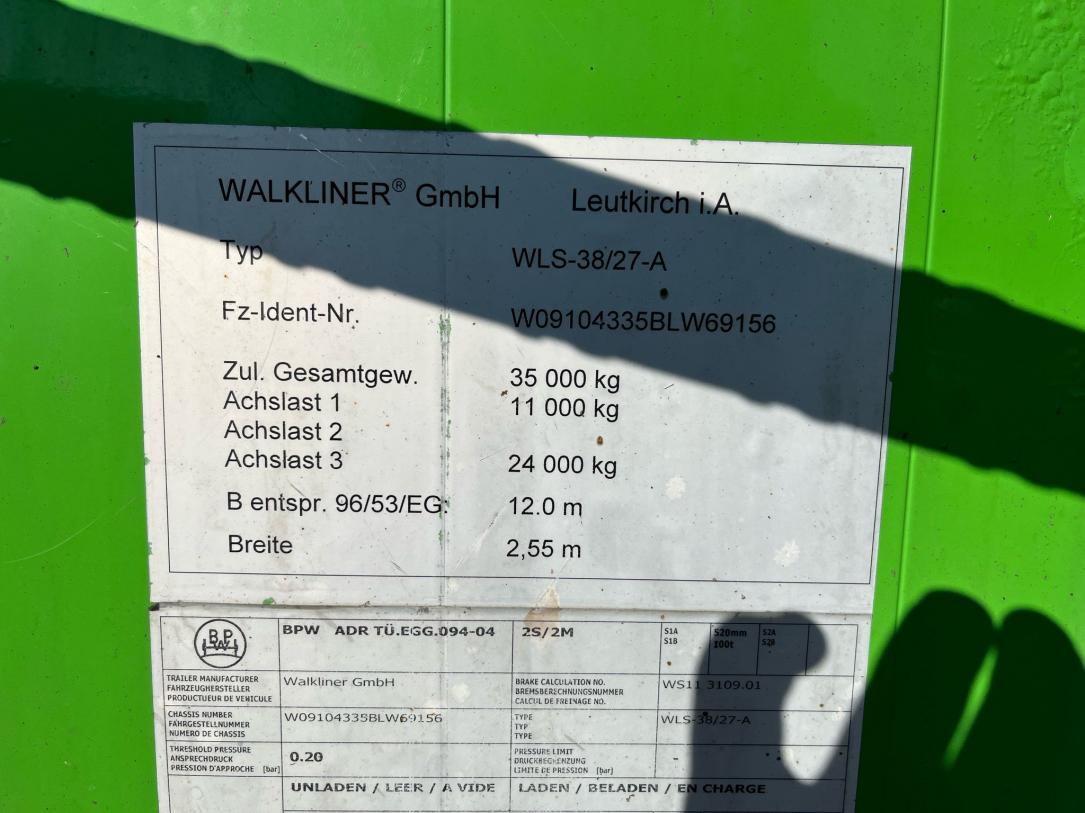 WALKLINER® GmbH Leutkirch i.A.
Typ WLS-38/27-A
Fz-Ident-Nr. W09104335BLW69156
Zul. Gesamtgew. 35 000 kg
Achslast 1 11 000 kg
Achslast 2
Achslast 3 24 000 kg
B entspr. 96/53/EG: 12.0 m
Breite 2,55 m
BPW
BPW ADR TÜ.EGG.094-04 2S/2M S1A 520mm S2A
S1B 100t S2B
TRAILER MANUFACTURER
FAHRZEUGHERSTELLER
PRODUCTUEUR DE VEHICULE
Walkliner GmbH
BRAKE CALCULATION NO.
BREMSBERECHNUNGSNUMMER
CALCUL DE FREINAGE NO.
WS11 3109.01
CHASSIS NUMBER
FAHRGESTELLNUMMER
NUMERO DE CHASSIS
W09104335BLW69156
TYPE
TYP
TYPE
WLS-38/27-A
THRESHOLD PRESSURE
ANSPRECHDRUCK
PRESSION D'APPROCHE [bar]
0.20
PRESSURE LIMIT
DRUCKBEGRENZUNG
LIMITE DE PRESSION [bar]
-
UNLADEN / LEER / A VIDE LADEN / BELADEN / EN CHARGE